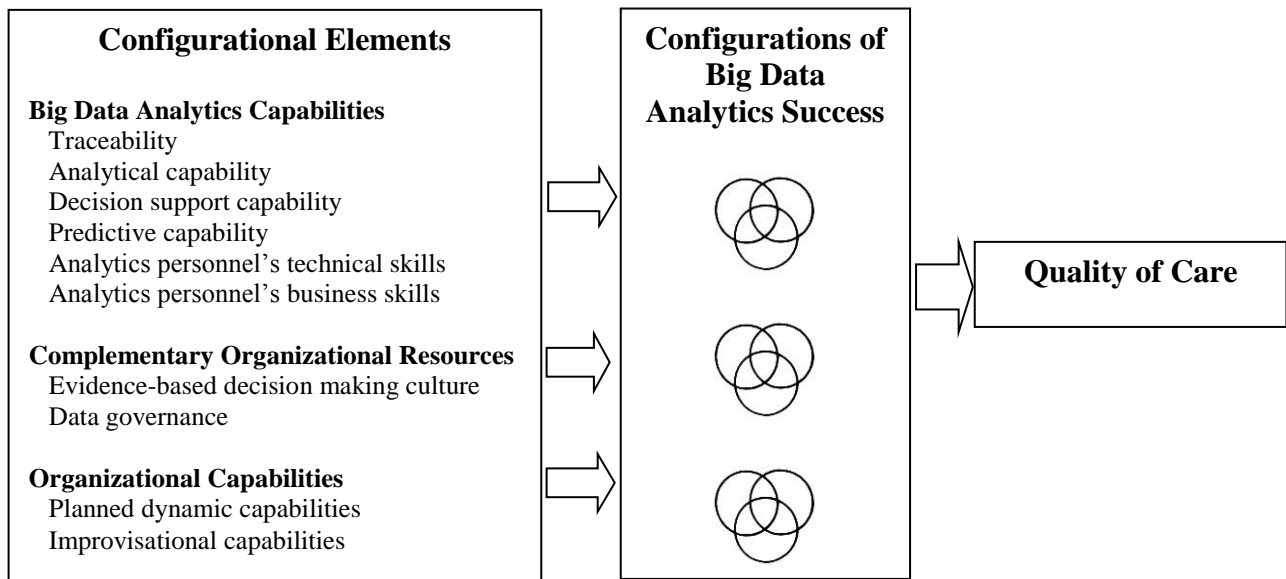 Configurational Elements
Big Data Analytics Capabilities
Traceability
Analytical capability
Decision support capability
Predictive capability
Analytics personnel’s technical skills
Analytics personnel’s business skills
Complementary Organizational Resources
Evidence-based decision making culture
Data governance
Organizational Capabilities
Planned dynamic capabilities
Improvisational capabilities
Configurations of
Big Data
Analytics Success
Quality of Care